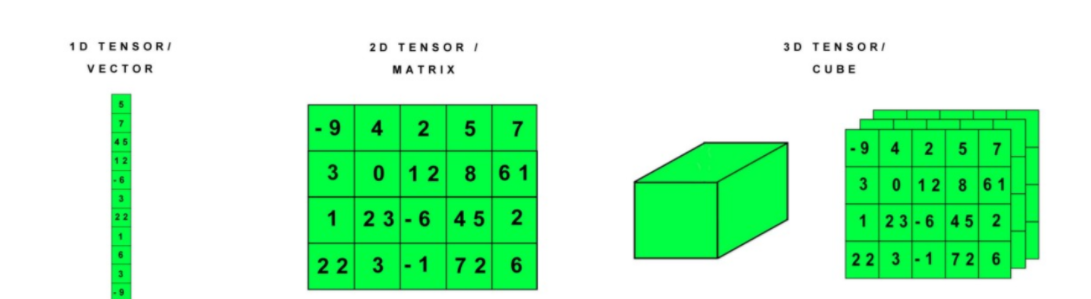 1D TENSOR/
VECTOR
5
7
45
12
-6
3
22
1
6
3
-9
2D TENSOR /
MATRIX
-9 4 2 5 7
3 0 12 8 61
1 23 -6 45 2
22 3 -1 72 6
3D TENSOR/
CUBE
-9 4 2 5 7
3 0 12 8 61
1 23 -6 45 2
22 3 -1 72 6